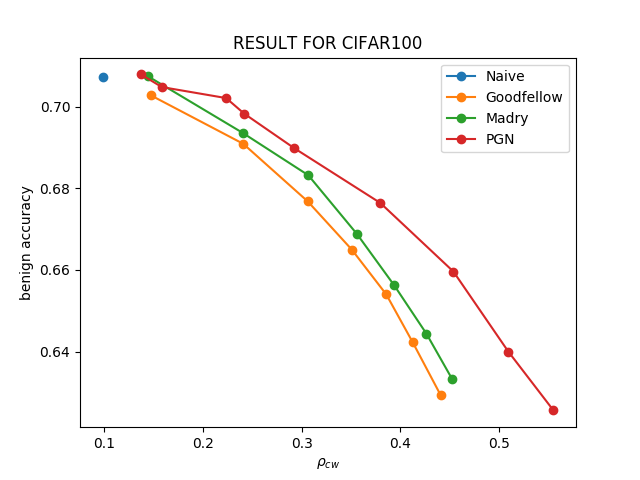 RESULT FOR CIFAR100
Naive
Goodfellow
Madry
PGN
benign accuracy
0.70
0.68
0.66
0.64
0.1 0.2 0.3 0.4 0.5
ρcw